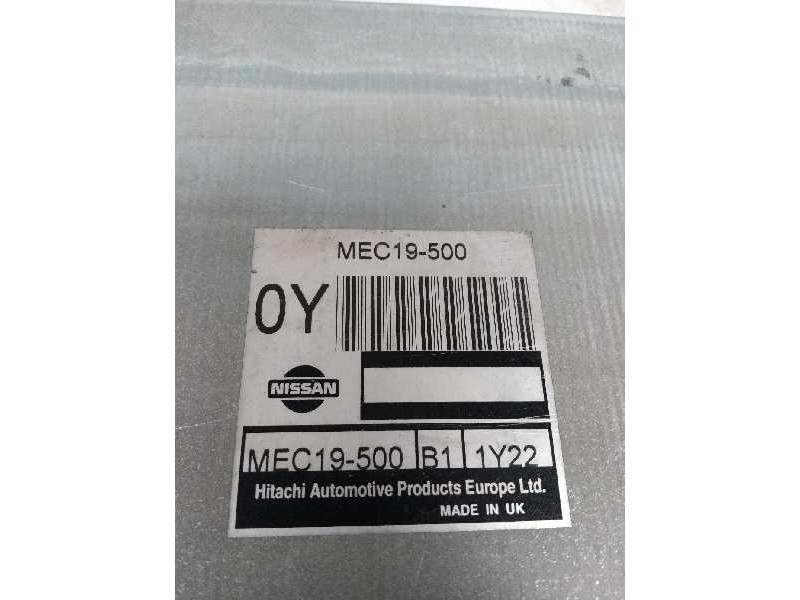 MEC19-500
0Y
NISSAN
MEC19-500 B1 1Y22
Hitachi Automotive Products Europe Ltd.
MADE IN UK